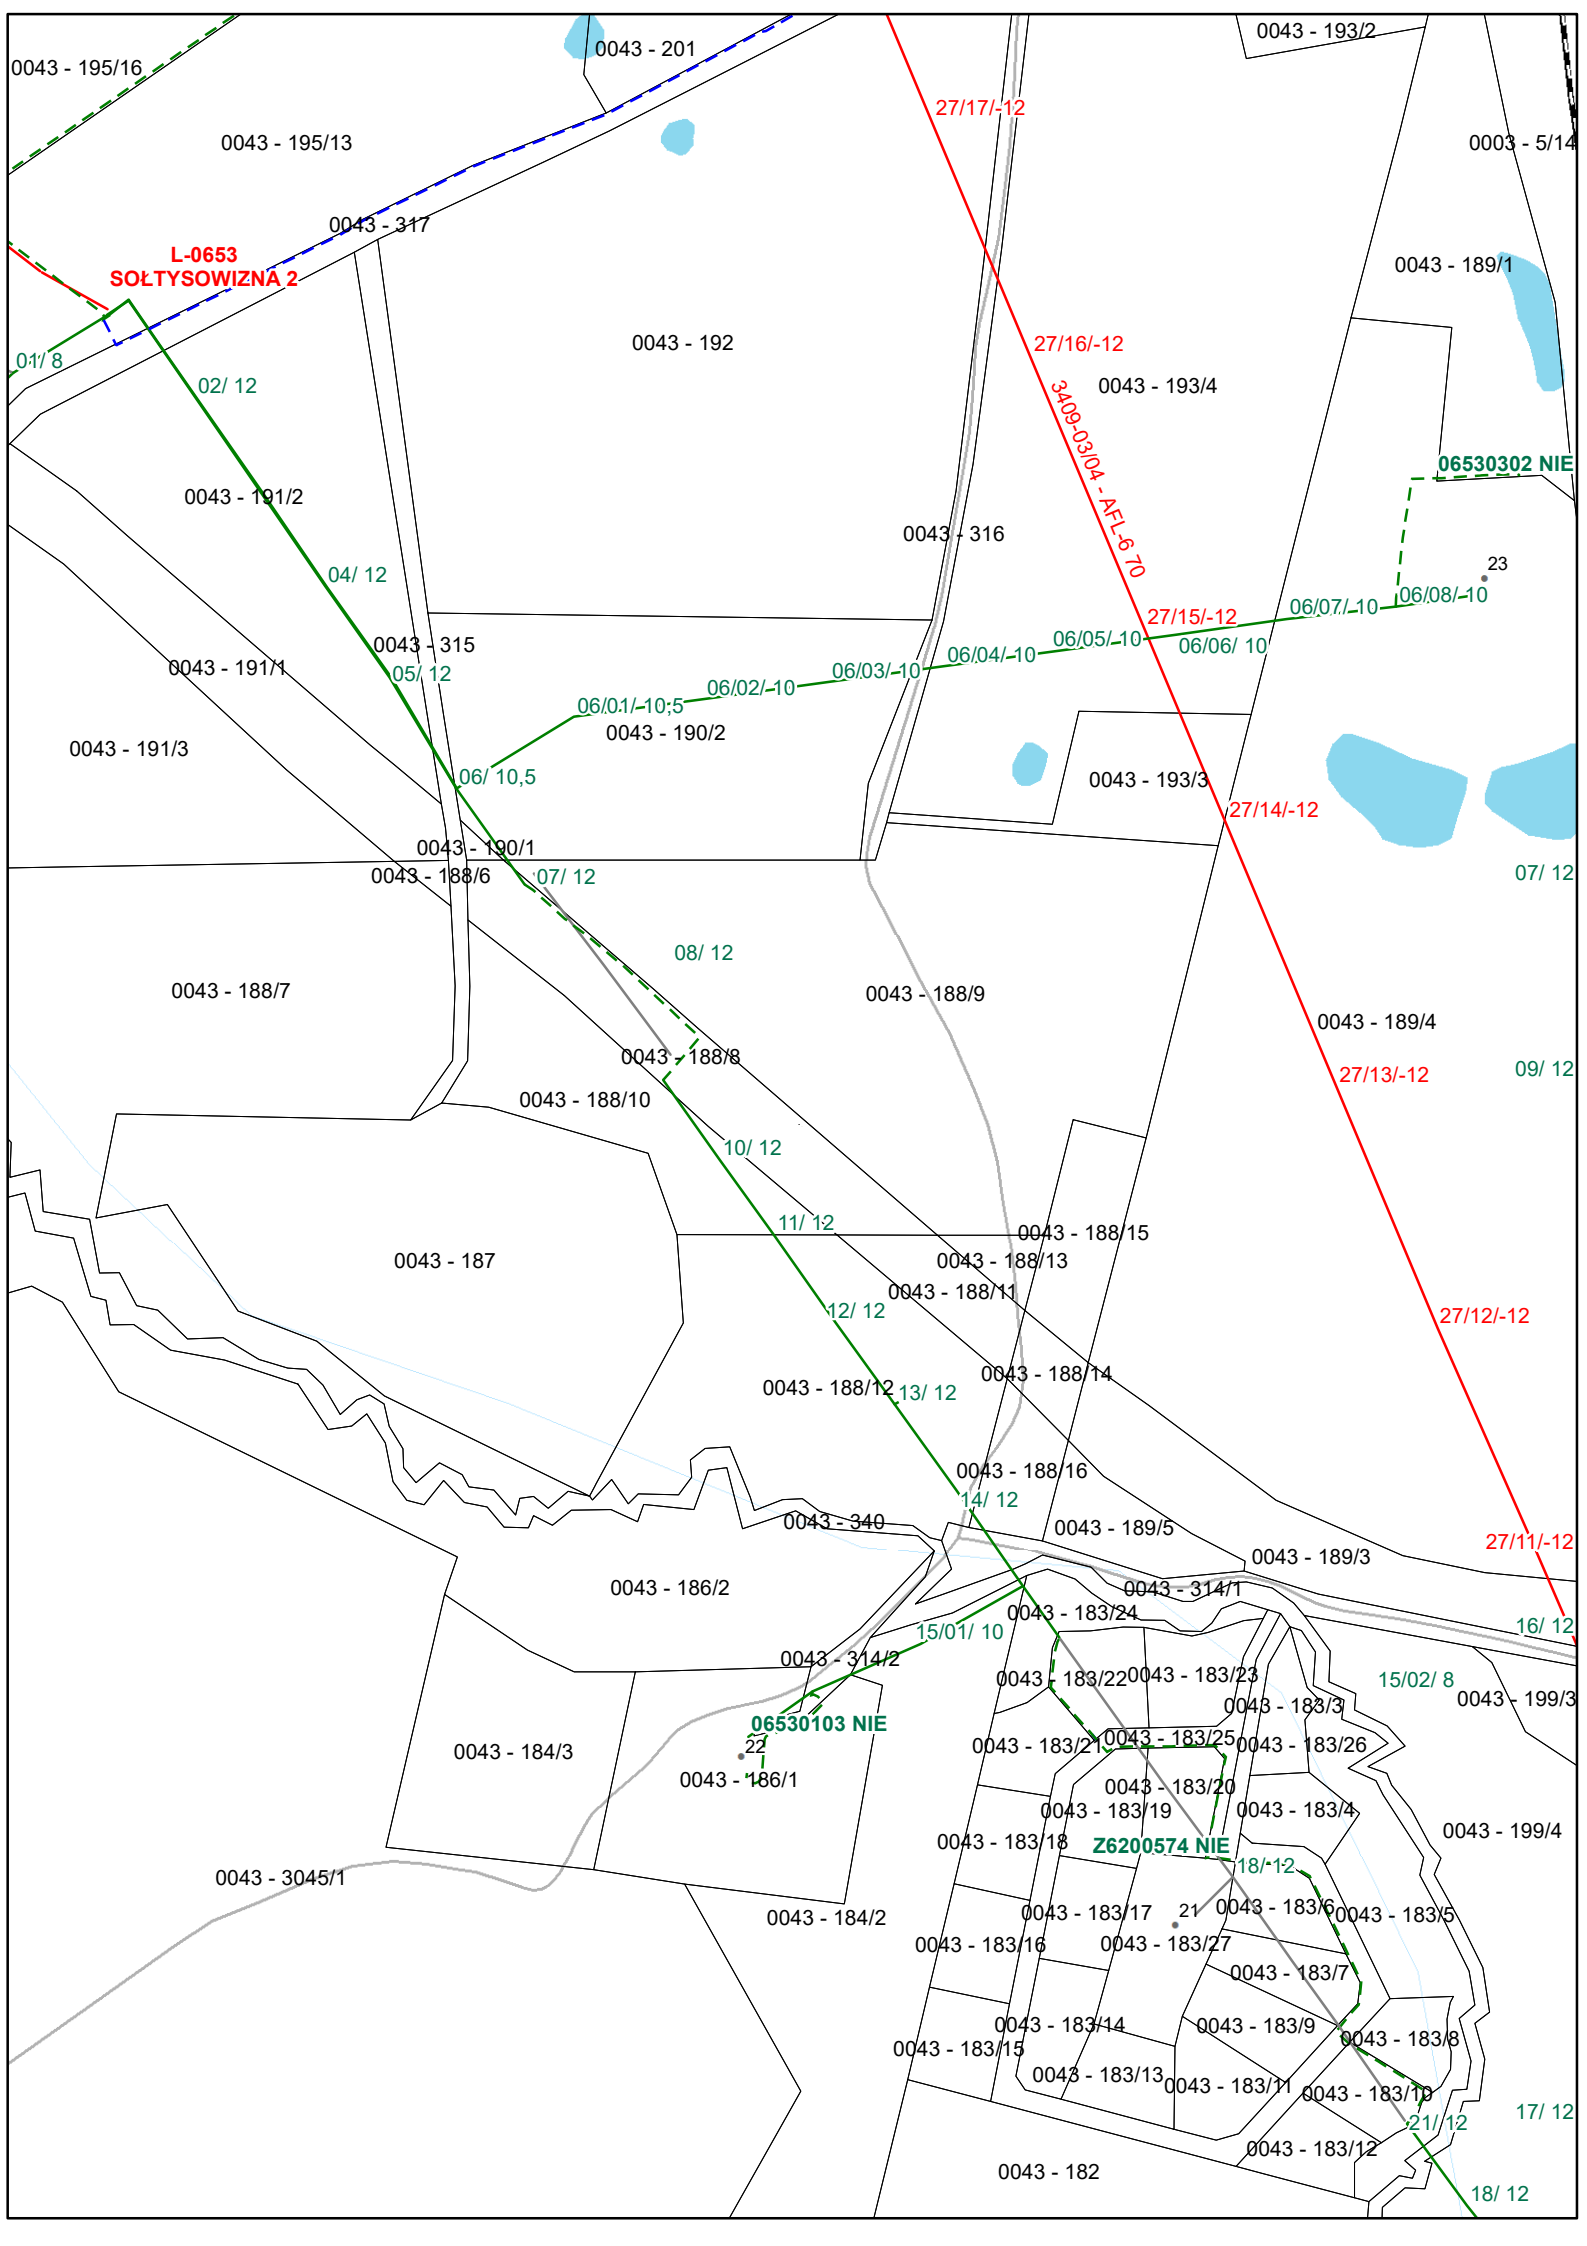 0043 - 193/2
0043 - 201
0043 - 195/16
27/17/-12
0043 - 195/13
0003 - 5/14
0043 - 317
L-0653
SOŁTYSOWIZNA 2
0043 - 189/1
0043 - 192
27/16/-12
01/ 8
02/ 12
0043 - 193/4
3409-03/04 - AFL-6 70
06530302 NIE
0043 - 191/2
0043 - 316
23
04/ 12
06/08/ 10
06/07/ 10
27/15/-12
06/05/ 10
0043 - 315
06/06/ 10
06/04/ 10
0043 - 191/1
05/ 12
06/03/ 10
06/02/ 10
06/01/ 10,5
0043 - 190/2
0043 - 191/3
06/ 10,5
0043 - 193/3
27/14/-12
0043 - 190/1
0043 - 188/6
07/ 12
07/ 12
08/ 12
0043 - 188/7
0043 - 188/9
0043 - 189/4
0043 - 188/8
09/ 12
27/13/-12
0043 - 188/10
10/ 12
11/ 12
0043 - 188/15
0043 - 187
0043 - 188/13
0043 - 188/11
12/ 12
27/12/-12
0043 - 188/14
0043 - 188/12
13/ 12
0043 - 188/16
14/ 12
0043 - 340
0043 - 189/5
27/11/-12
0043 - 189/3
0043 - 186/2
0043 - 314/1
0043 - 183/24
16/ 12
15/01/ 10
0043 - 314/2
0043 - 183/22
0043 - 183/23
15/02/ 8
0043 - 199/3
0043 - 183/3
06530103 NIE
0043 - 183/25
0043 - 183/21
0043 - 183/26
22
0043 - 184/3
0043 - 186/1
0043 - 183/20
0043 - 183/19
0043 - 183/4
0043 - 199/4
0043 - 183/18
Z6200574 NIE
18/ 12
0043 - 3045/1
0043 - 183/6
21
0043 - 183/17
0043 - 183/5
0043 - 184/2
0043 - 183/16
0043 - 183/27
0043 - 183/7
0043 - 183/14
0043 - 183/9
0043 - 183/8
0043 - 183/15
0043 - 183/13
0043 - 183/11
0043 - 183/10
17/ 12
21/ 12
0043 - 183/12
0043 - 182
18/ 12